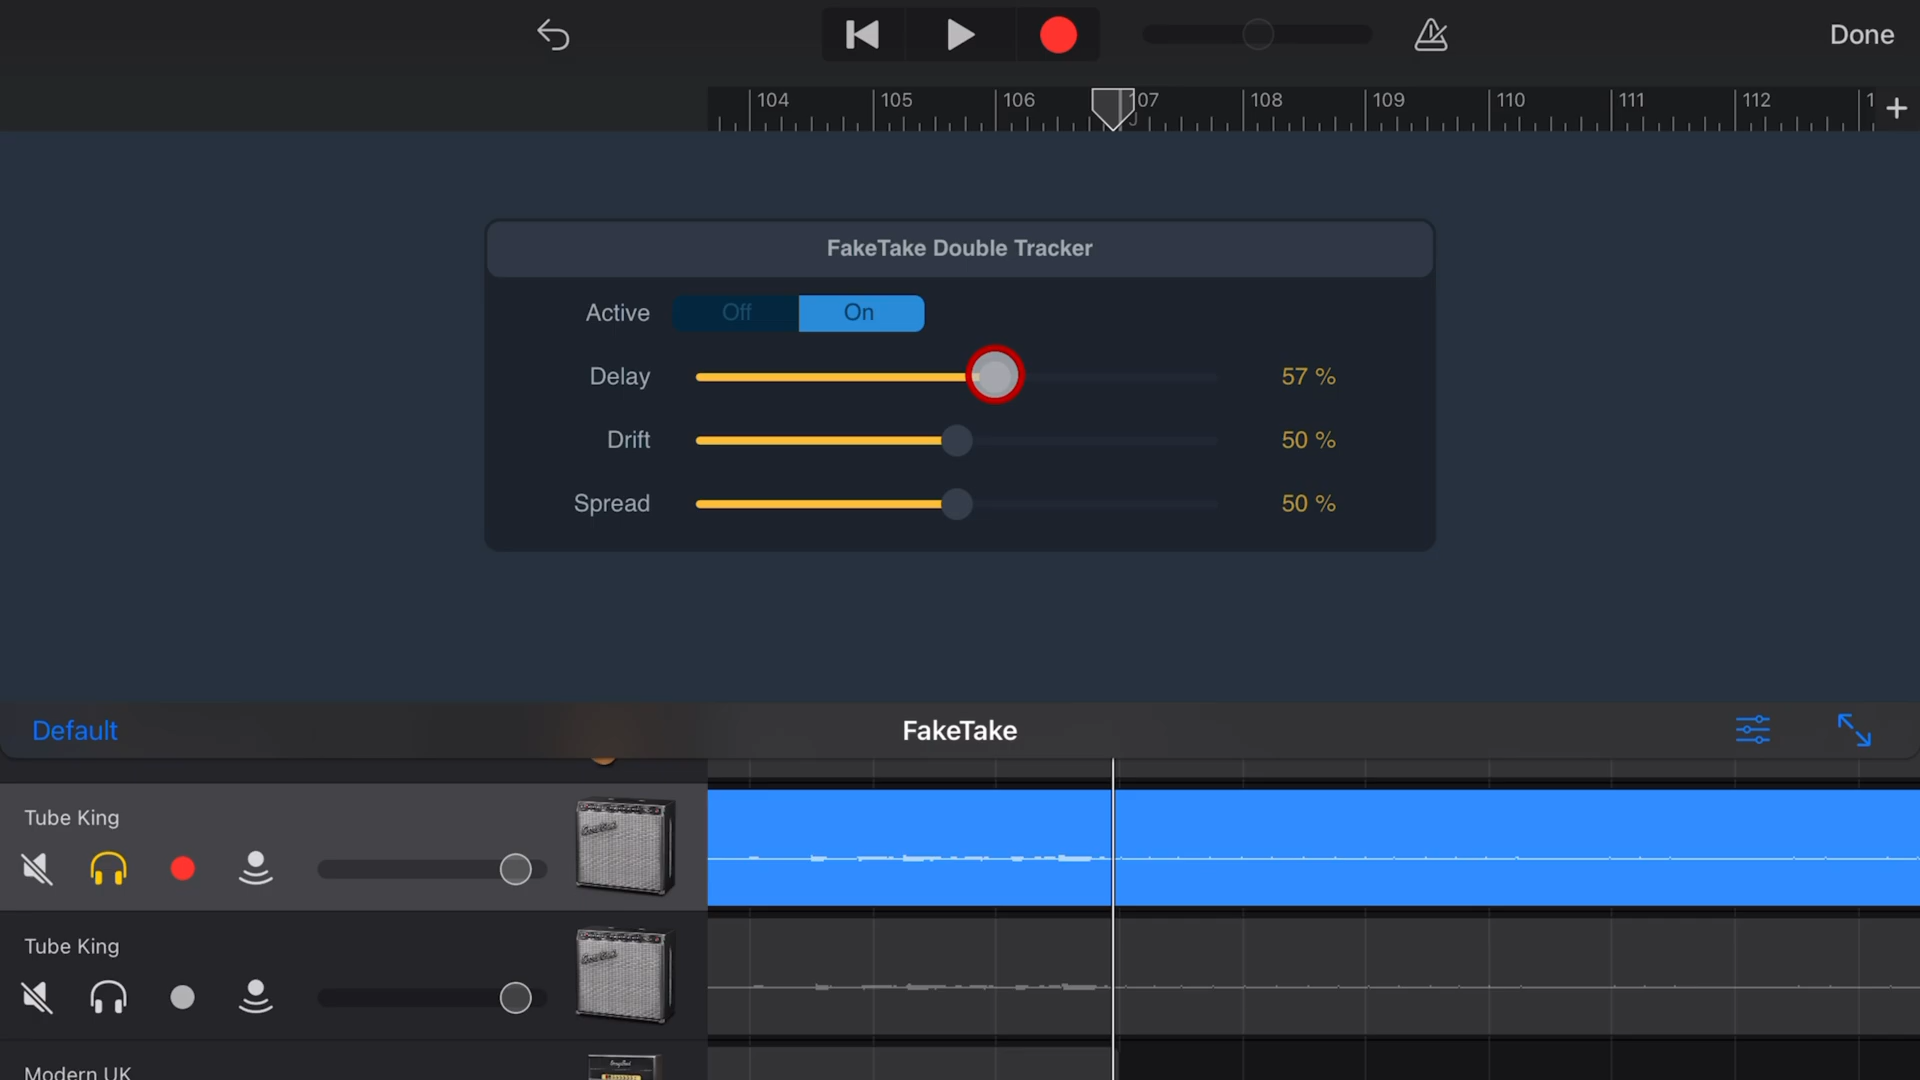 Done
104 105 106 107 108 109 110 111 112 1
J
FakeTake Double Tracker
Active Off On
Delay 57 %
Drift 50 %
Spread 50 %
Default FakeTake
Tube King
Tube King
Modern UK